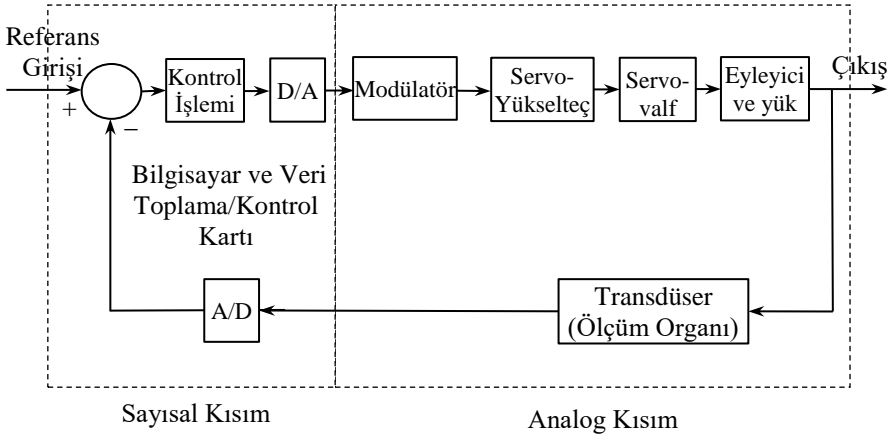 Referans
Girişi
+
−
Kontrol
İşlemi
D/A
Modülatör
Servo-
Yükselteç
Servo-
valf
Eyleyici
ve yük
Çıkış
Bilgisayar ve Veri
Toplama/Kontrol
Kartı
A/D
Transdüser
(Ölçüm Organı)
Sayısal Kısım
Analog Kısım